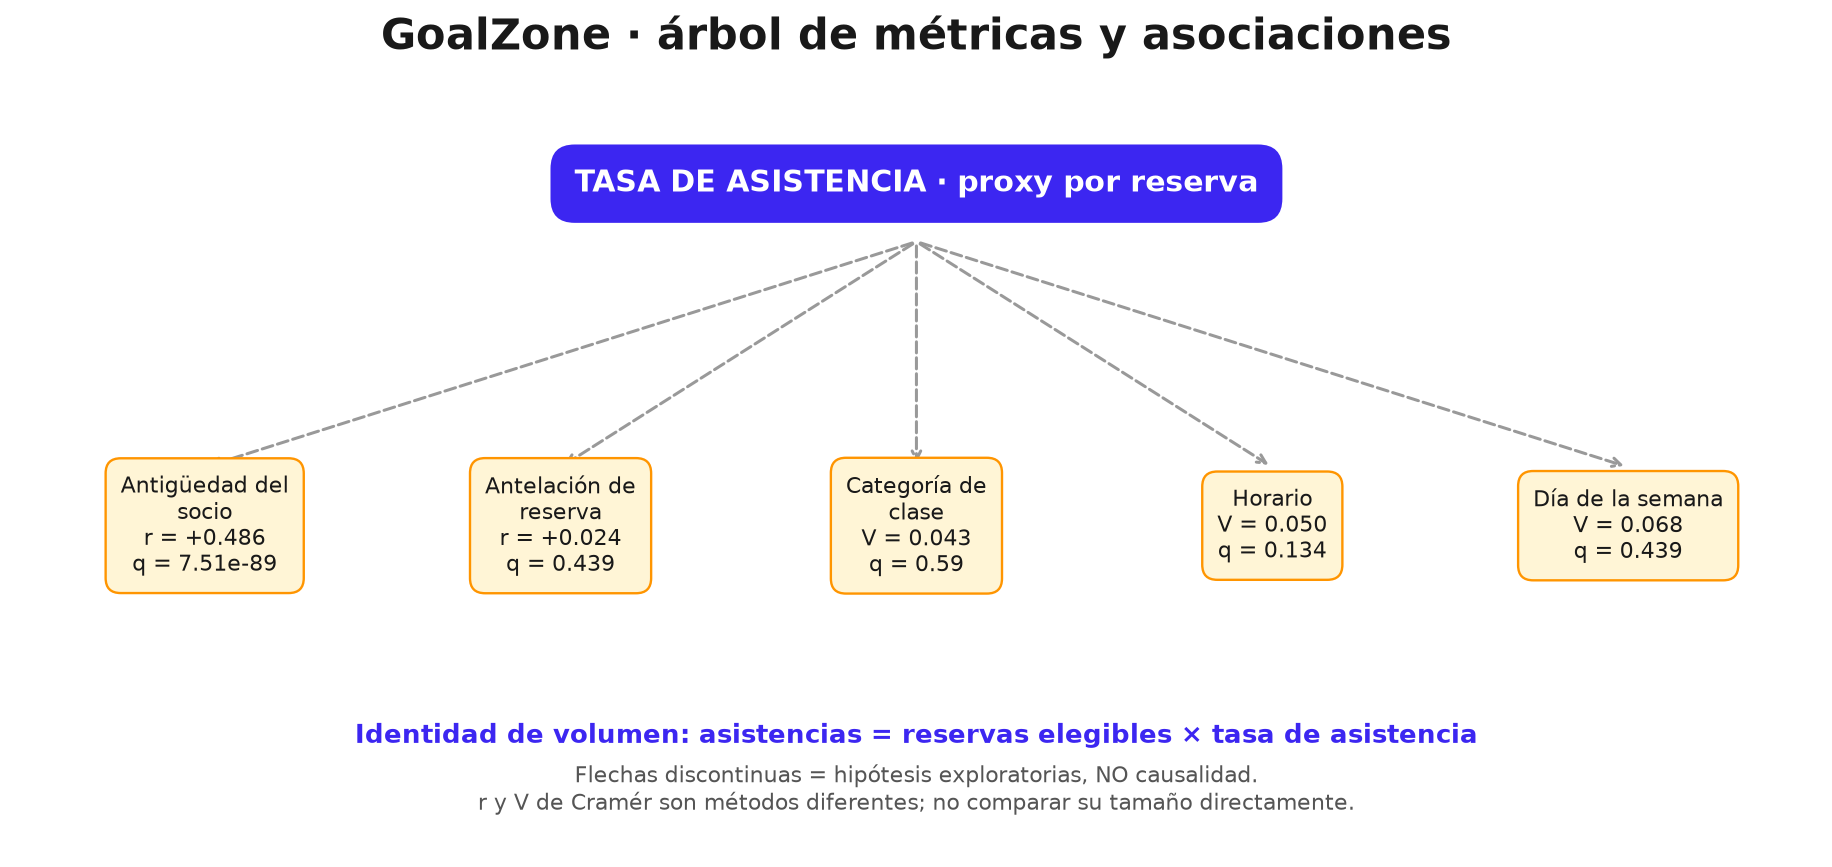 GoalZone · árbol de métricas y asociaciones
TASA DE ASISTENCIA · proxy por reserva
Antigüedad del
socio
r = +0.486
q = 7.51e-89
Antelación de
reserva
r = +0.024
q = 0.439
Categoría de
clase
V = 0.043
q = 0.59
Horario
V = 0.050
q = 0.134
Día de la semana
V = 0.068
q = 0.439
Identidad de volumen: asistencias = reservas elegibles × tasa de asistencia
Flechas discontinuas = hipótesis exploratorias, NO causalidad.
r y V de Cramér son métodos diferentes; no comparar su tamaño directamente.